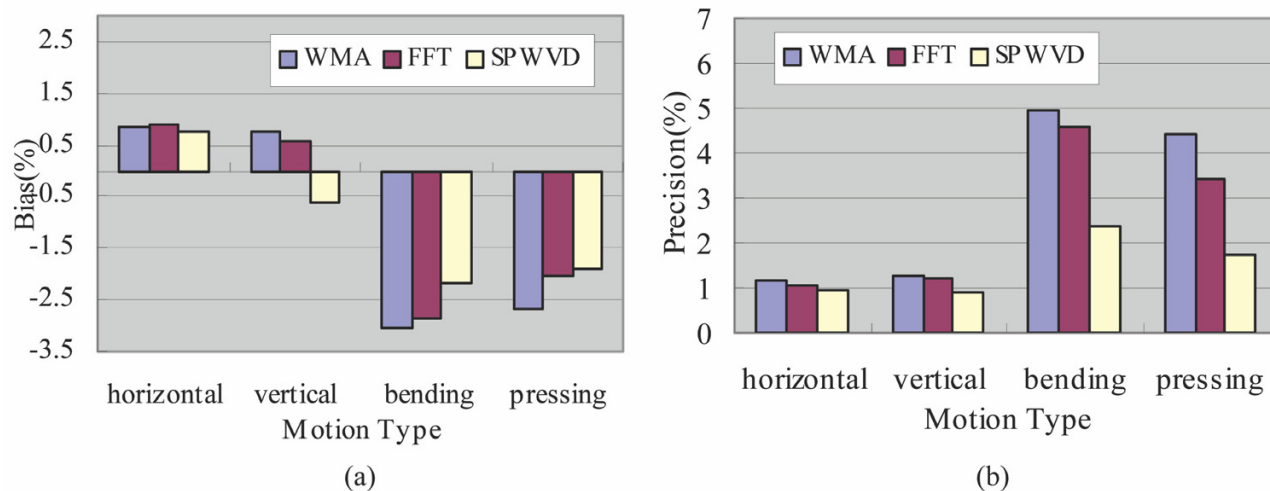 2.5
1.5
0.5
-0.5
-1.5
-2.5
-3.5
Bias(%)
WMA FFT SPWVD
horizontal vertical bending pressing
Motion Type
(a)
7
6
5
4
3
2
1
0
Precision(%)
WMA FFT SPWVD
horizontal vertical bending pressing
Motion Type
(b)